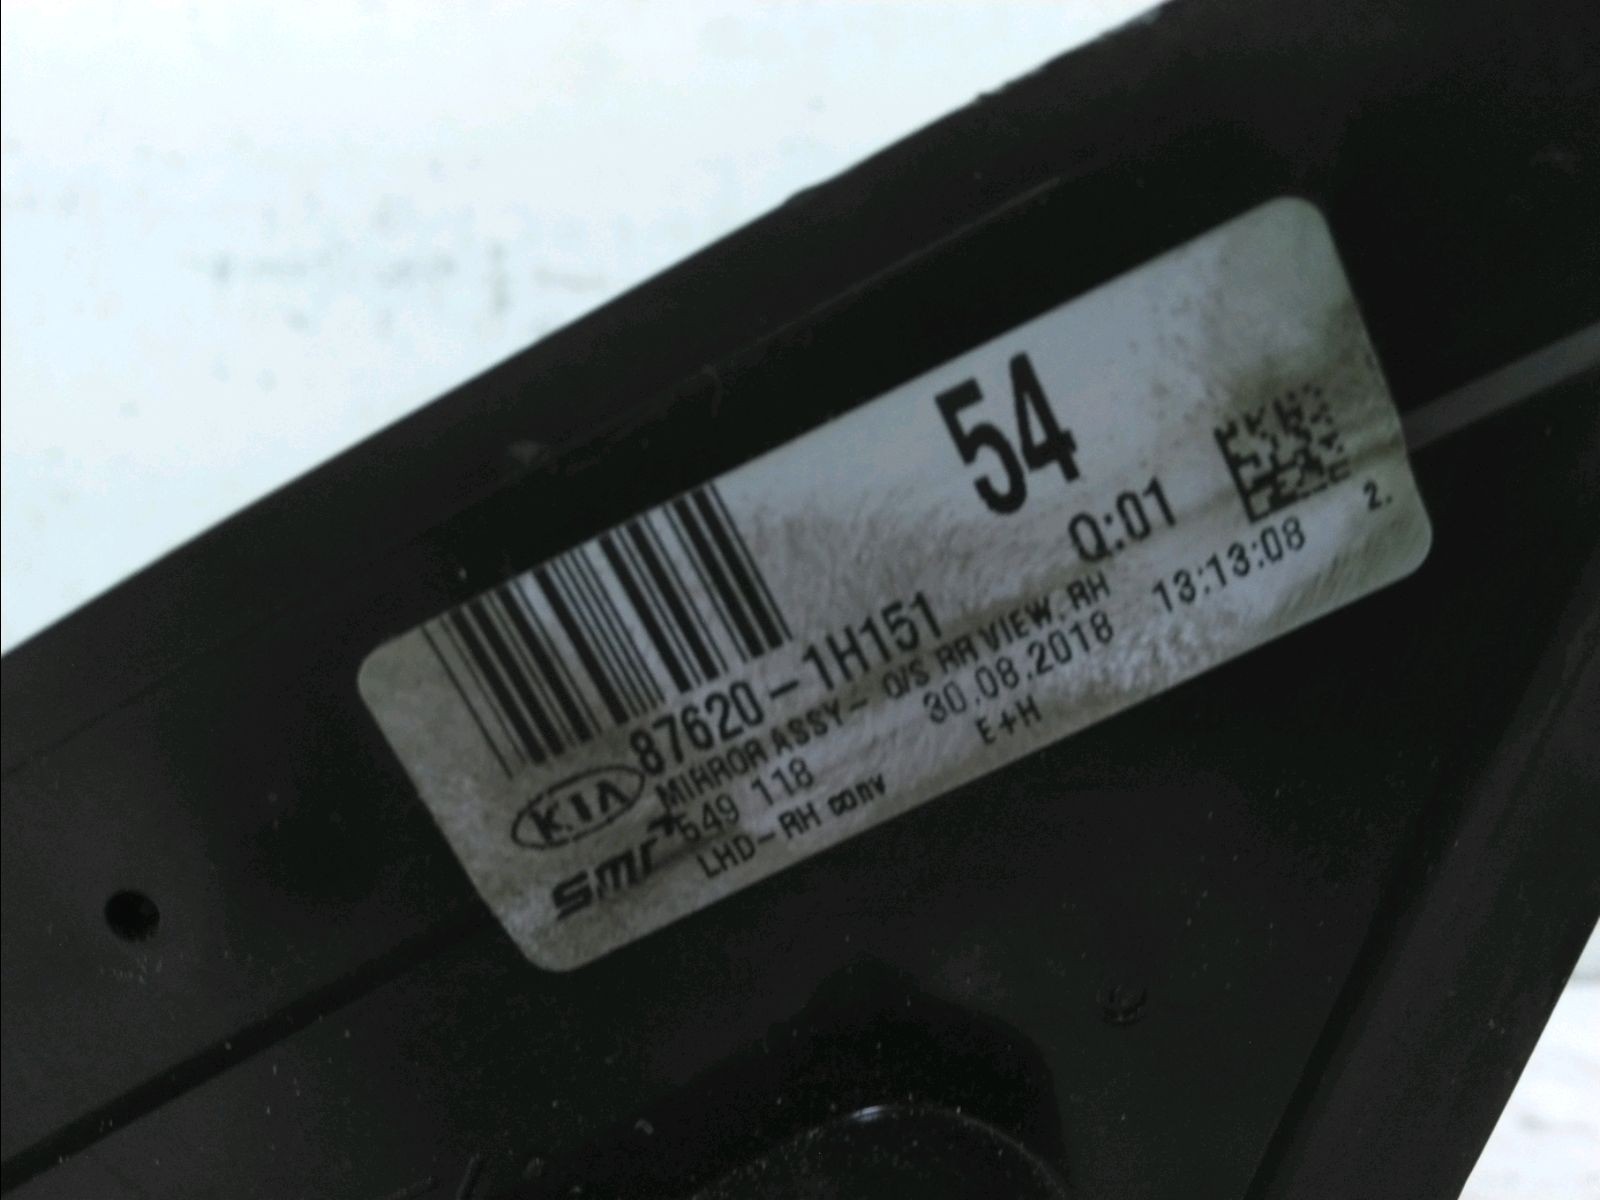 54
Q:01
2.
87620-1H151
KIA
MIRROR ASSY- O/S RR VIEW, RH
smr
549 118
30.08.2018 13:13:08
LHD-RH conv
E+H